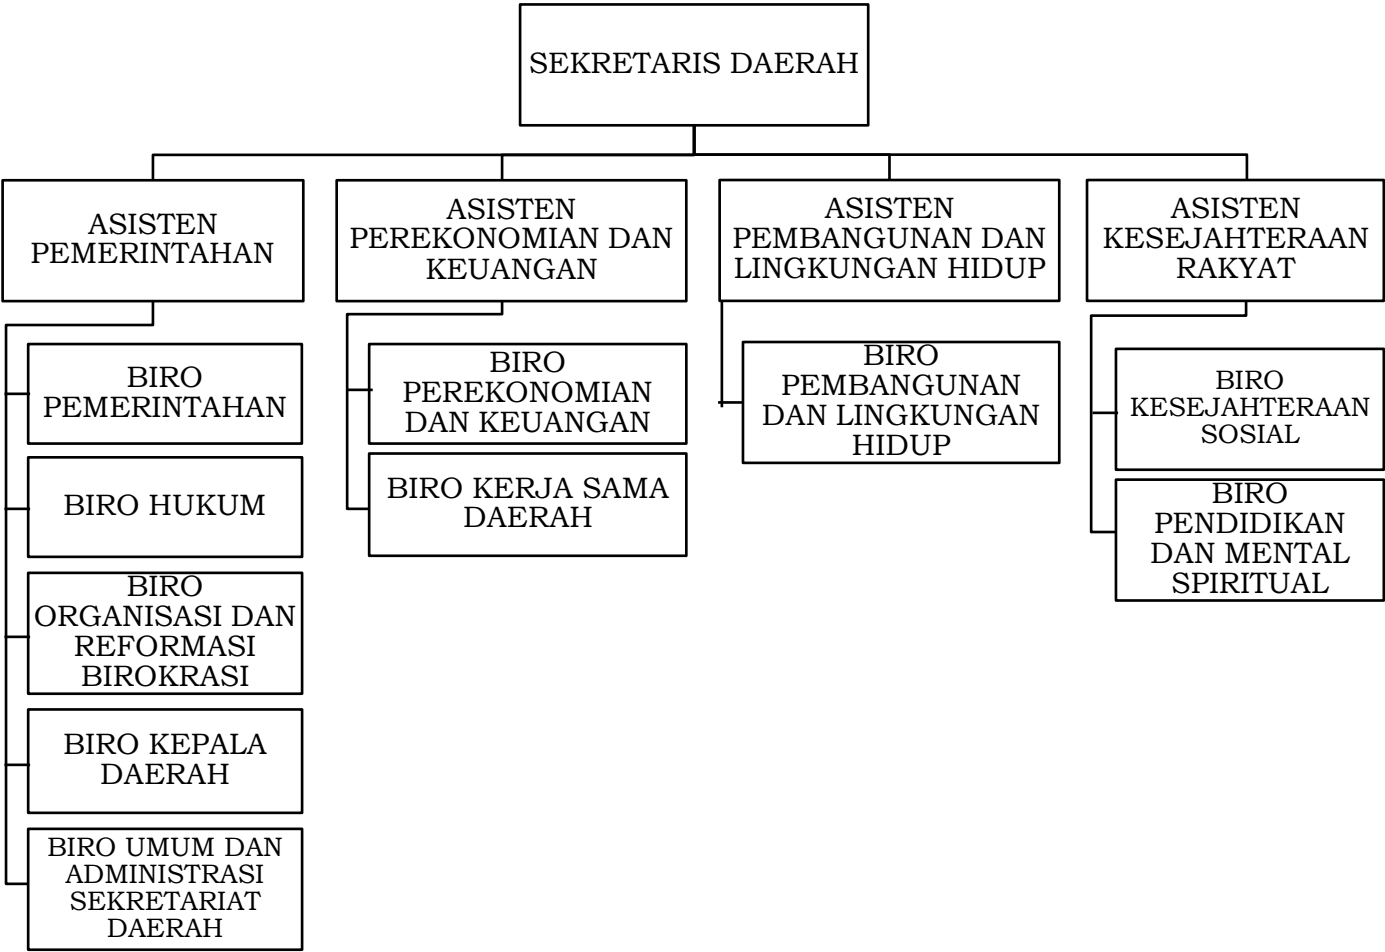 SEKRETARIS DAERAH
ASISTEN
PEMERINTAHAN
ASISTEN
PEREKONOMIAN DAN
KEUANGAN
ASISTEN
PEMBANGUNAN DAN
LINGKUNGAN HIDUP
ASISTEN
KESEJAHTERAAN
RAKYAT
BIRO
PEMERINTAHAN
BIRO HUKUM
BIRO
ORGANISASI DAN
REFORMASI
BIROKRASI
BIRO KEPALA
DAERAH
BIRO UMUM DAN
ADMINISTRASI
SEKRETARIAT
DAERAH
BIRO
PEREKONOMIAN
DAN KEUANGAN
BIRO KERJA SAMA
DAERAH
BIRO
PEMBANGUNAN
DAN LINGKUNGAN
HIDUP
BIRO
KESEJAHTERAAN
SOSIAL
BIRO
PENDIDIKAN
DAN MENTAL
SPIRITUAL